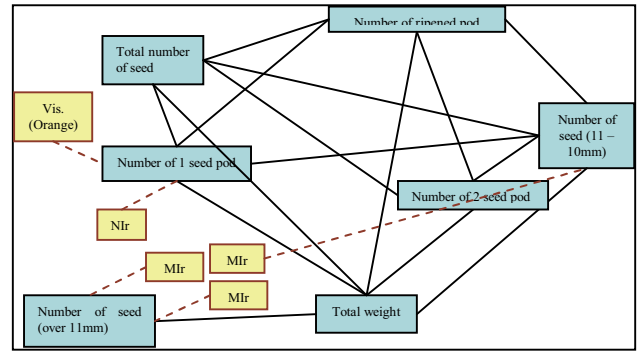 Number of ripened pod
Total number
of seed
Vis.
(Orange)
Number of
seed (11 –
10mm)
Number of 1 seed pod
Number of 2 seed pod
NIr
MIr
MIr
MIr
Number of seed
(over 11mm)
Total weight